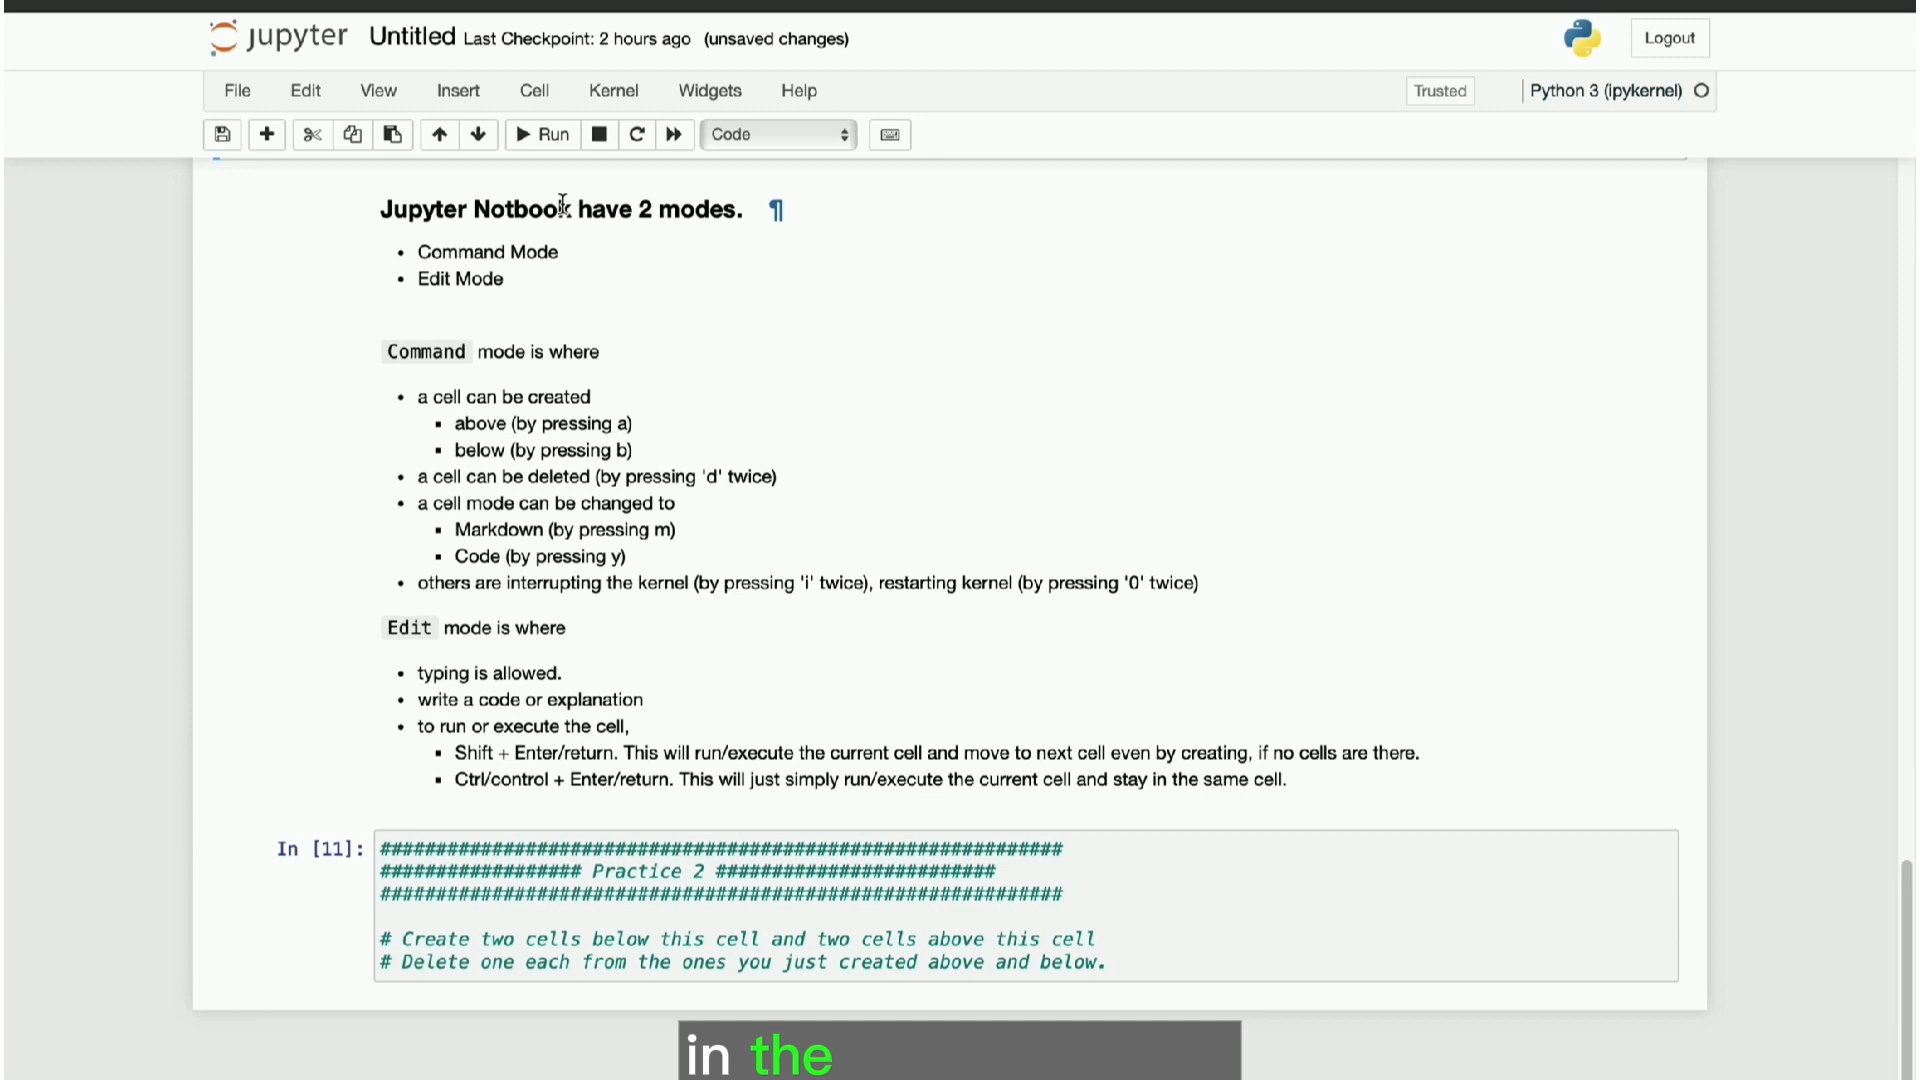 jupyter Untitled Last Checkpoint: 2 hours ago (unsaved changes) Logout
File Edit View Insert Cell Kernel Widgets Help Trusted Python 3 (ipykernel)
Run Code
Jupyter Notbook have 2 modes. ¶
• Command Mode
• Edit Mode
Command mode is where
• a cell can be created
▪ above (by pressing a)
▪ below (by pressing b)
• a cell can be deleted (by pressing 'd' twice)
• a cell mode can be changed to
▪ Markdown (by pressing m)
▪ Code (by pressing y)
• others are interrupting the kernel (by pressing 'i' twice), restarting kernel (by pressing '0' twice)
Edit mode is where
• typing is allowed.
• write a code or explanation
• to run or execute the cell,
▪ Shift + Enter/return. This will run/execute the current cell and move to next cell even by creating, if no cells are there.
▪ Ctrl/control + Enter/return. This will just simply run/execute the current cell and stay in the same cell.
In [11]: #############################################################
################## Practice 2 #########################
#############################################################
# Create two cells below this cell and two cells above this cell
# Delete one each from the ones you just created above and below.
in the